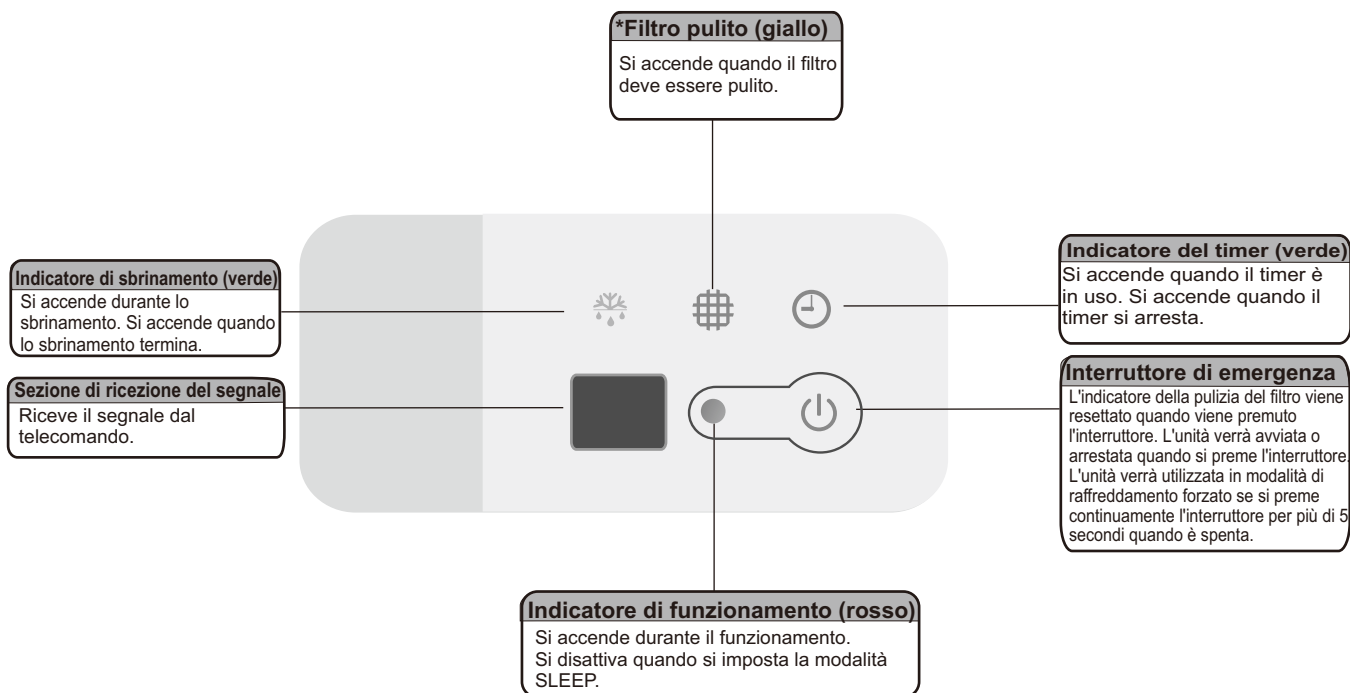 *Filtro pulito (giallo)
Si accende quando il filtro
deve essere pulito.
Indicatore di sbrinamento (verde)
Si accende durante lo
sbrinamento. Si accende quando
lo sbrinamento termina.
Sezione di ricezione del segnale
Riceve il segnale dal
telecomando.
Indicatore del timer (verde)
Si accende quando il timer è
in uso. Si accende quando il
timer si arresta.
Interruttore di emergenza
L'indicatore della pulizia del filtro viene
resettato quando viene premuto
l'interruttore. L'unità verrà avviata o
arrestata quando si preme l'interruttore.
L'unità verrà utilizzata in modalità di
raffreddamento forzato se si preme
continuamente l'interruttore per più di 5
secondi quando è spenta.
Indicatore di funzionamento (rosso)
Si accende durante il funzionamento.
Si disattiva quando si imposta la modalità
SLEEP.